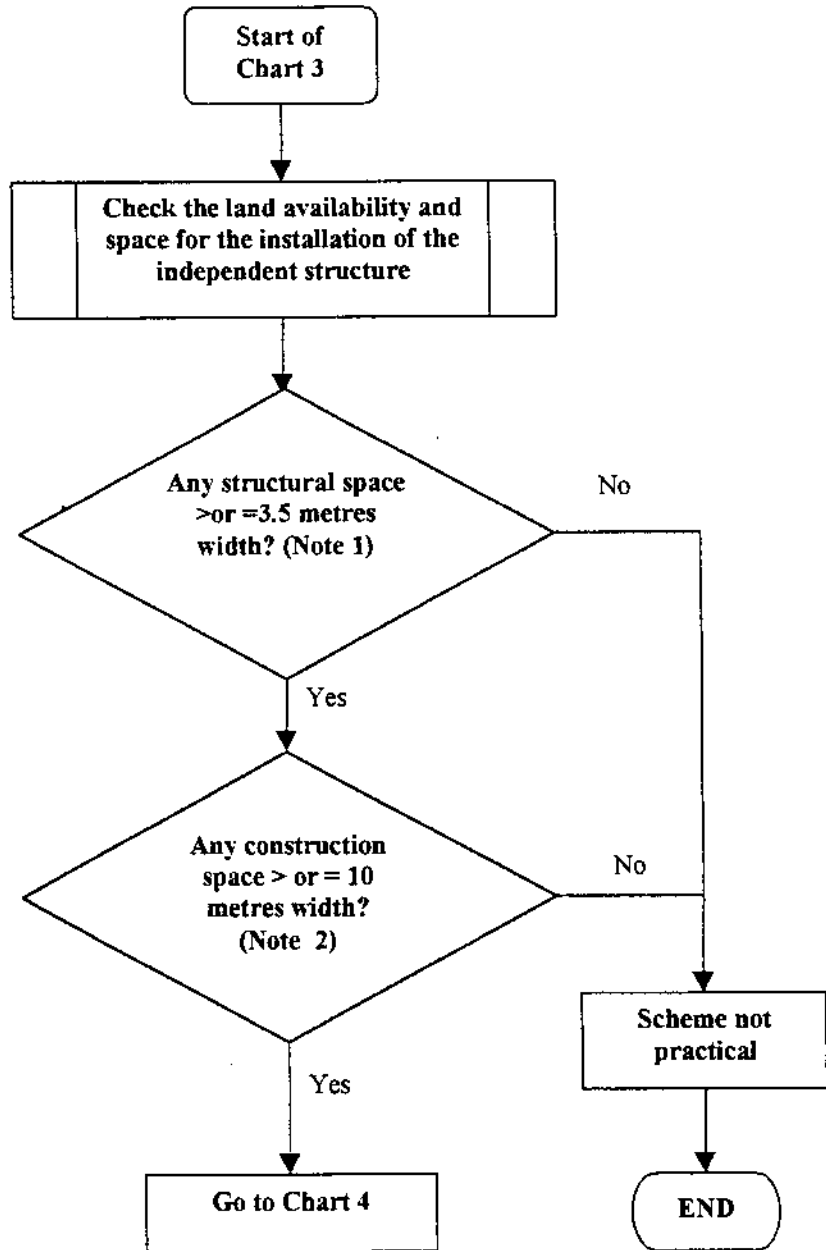 Start of
Chart 3
Check the land availability and
space for the installation of the
independent structure
Any structural space
>or =3.5 metres
width? (Note 1)
No
Yes
Any construction
space > or = 10
metres width?
(Note 2)
No
Yes
Scheme not
practical
Go to Chart 4
END